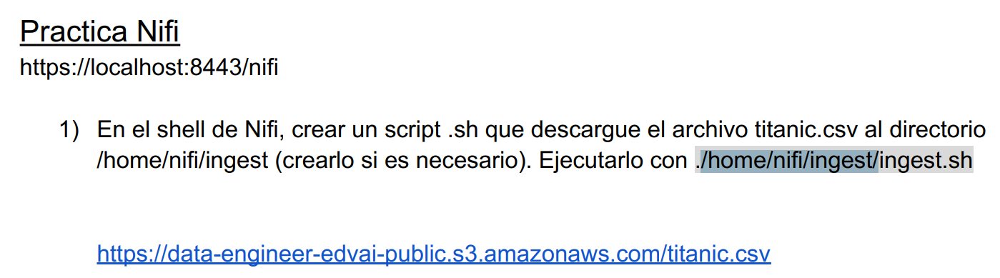 Practica Nifi
https://localhost:8443/nifi
1) En el shell de Nifi, crear un script .sh que descargue el archivo titanic.csv al directorio
/home/nifi/ingest (crearlo si es necesario). Ejecutarlo con ./home/nifi/ingest/ingest.sh
https://data-engineer-edvai-public.s3.amazonaws.com/titanic.csv